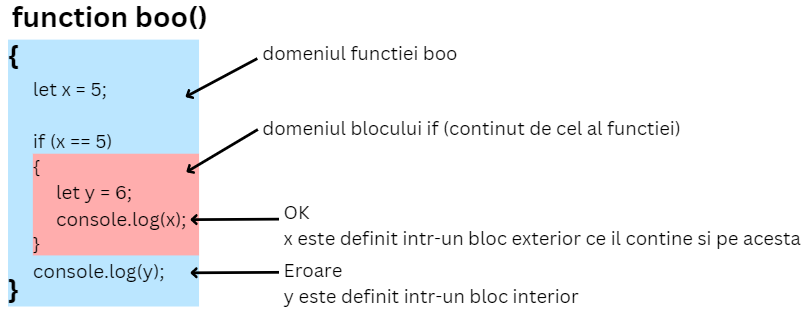 function boo()
{
domeniul functiei boo
let x = 5;
domeniul blocului if (continut de cel al functiei)
if (x == 5)
{
let y = 6;
console.log(x);
OK
x este definit intr-un bloc exterior ce il contine si pe acesta
}
console.log(y);
Eroare
y este definit intr-un bloc interior
}